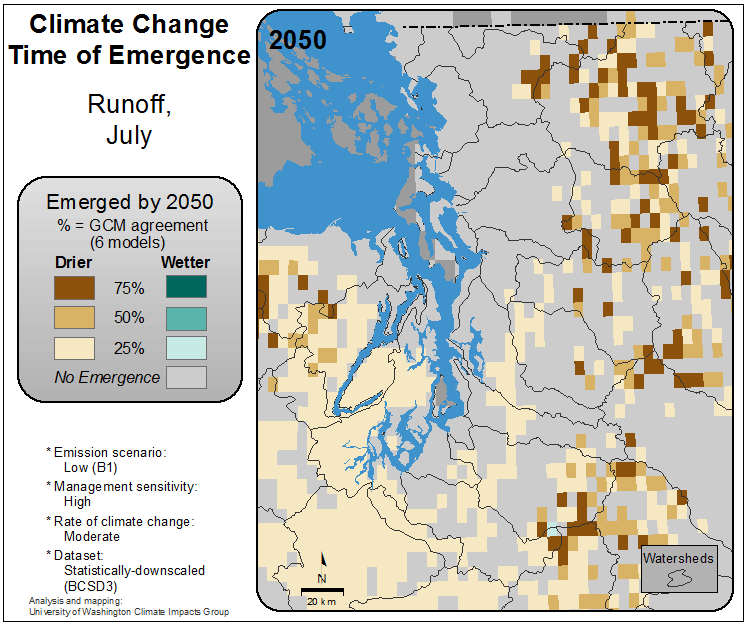 Climate Change
Time of Emergence
Runoff,
July
Emerged by 2050
% = GCM agreement
(6 models)
Drier Wetter
75%
50%
25%
No Emergence
* Emission scenario:
Low (B1)
* Management sensitivity:
High
* Rate of climate change:
Moderate
* Dataset:
Statistically-downscaled
(BCSD3)
Analysis and mapping:
University of Washington Climate Impacts Group
2050
N
20 km
Watersheds